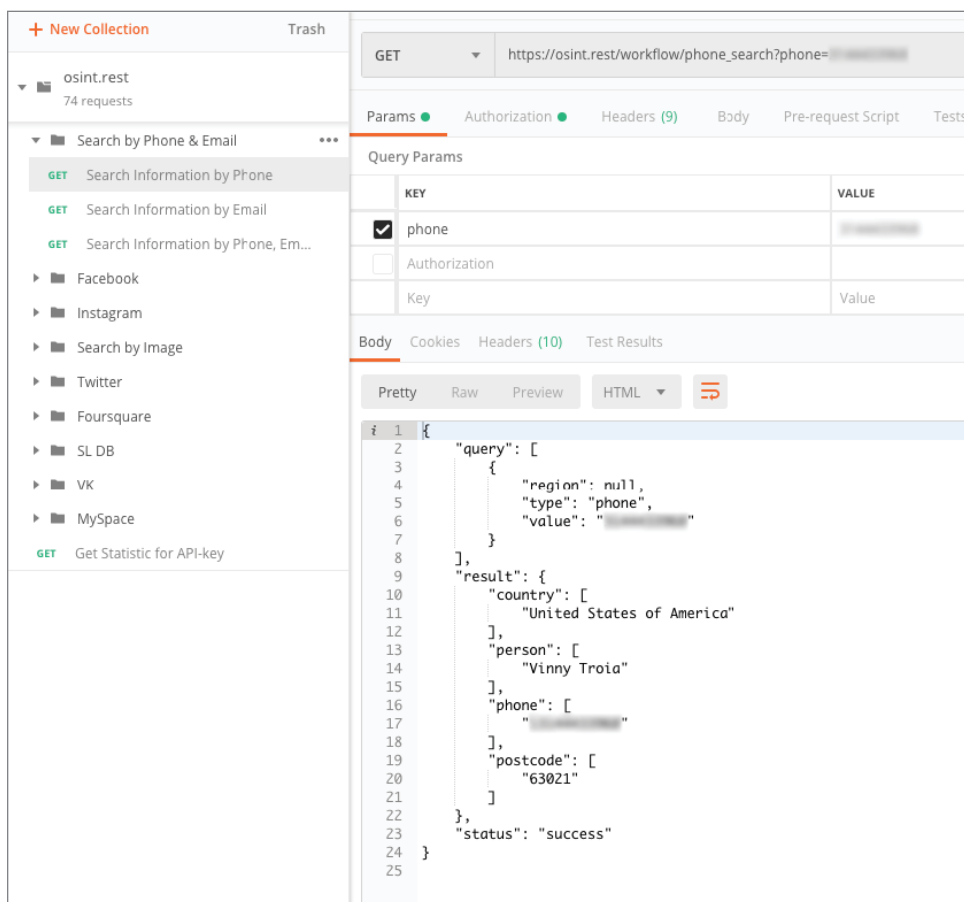 + New Collection
Trash
osint.rest
74 requests
Search by Phone & Email
GET Search Information by Phone
GET Search Information by Email
GET Search Information by Phone, Em...
Facebook
Instagram
Search by Image
Twitter
Foursquare
SL DB
VK
MySpace
GET Get Statistic for API-key
GET
https://osint.rest/workflow/phone_search?phone=
Params Authorization Headers (9) Body Pre-request Script Tests
Query Params
KEY VALUE
phone
Authorization
Key Value
Body Cookies Headers (10) Test Results
Pretty Raw Preview HTML
i 1 {
2 "query": [
3 {
4 "region": null,
5 "type": "phone",
6 "value": ""
7 }
8 ],
9 "result": {
10 "country": [
11 "United States of America"
12 ],
13 "person": [
14 "Vinny Troia"
15 ],
16 "phone": [
17 ""
18 ],
19 "postcode": [
20 "63021"
21 ]
22 },
23 "status": "success"
24 }
25